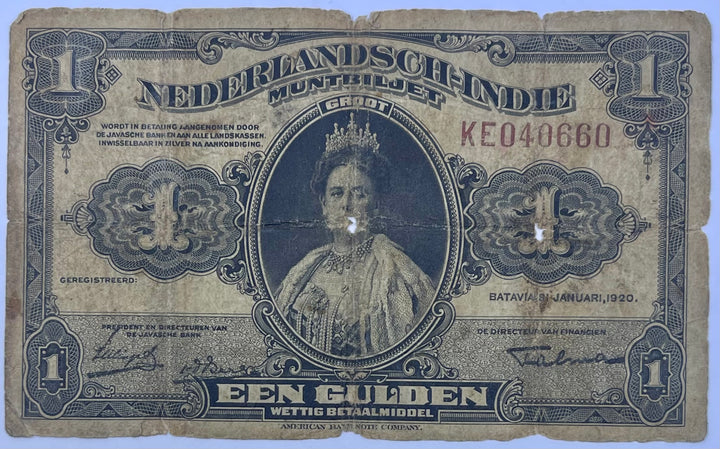 1 1
NEDERLANDSCH-INDIE
MUNTBILJET
GROOT
WORDT IN BETALING AANGENOMEN DOOR
DE JAVASCHE BANK EN AAN ALLE LANDSKASSEN.
INWISSELBAAR IN ZILVER NA AANKONDIGING.
KE040660
1 1
GEREGISTREERD:
BATAVIA JANUARI, 1920.
PRESIDENT EN DIRECTEUREN VAN
DE JAVASCHE BANK
DE DIRECTEUR VAN FINANCIEN
1 1
EEN GULDEN
WETTIG BETAALMIDDEL
AMERICAN NOTE COMPANY.